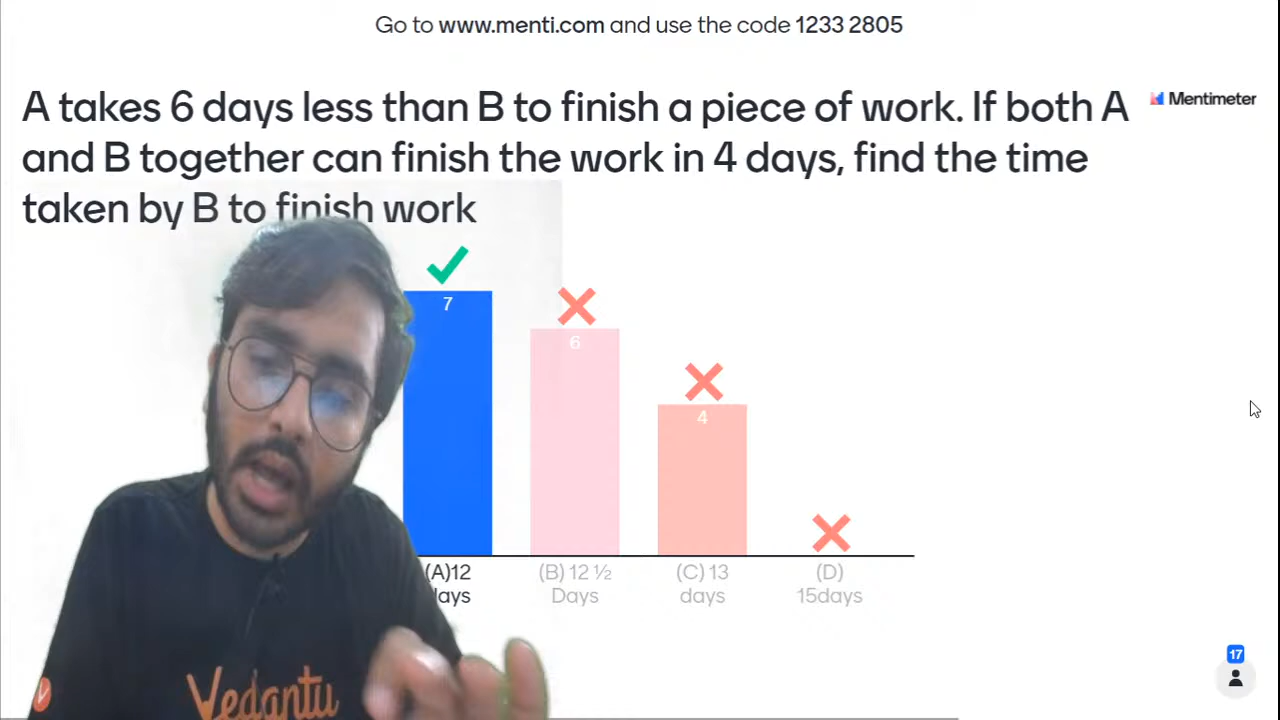 Go to www.menti.com and use the code 1233 2805
A takes 6 days less than B to finish a piece of work. If both A
Mentimeter
and B together can finish the work in 4 days, find the time
taken by B to finish work
7
6
4
(A)12
days
(B) 12 ½
Days
(C) 13
days
(D)
15days
17
Vedantu